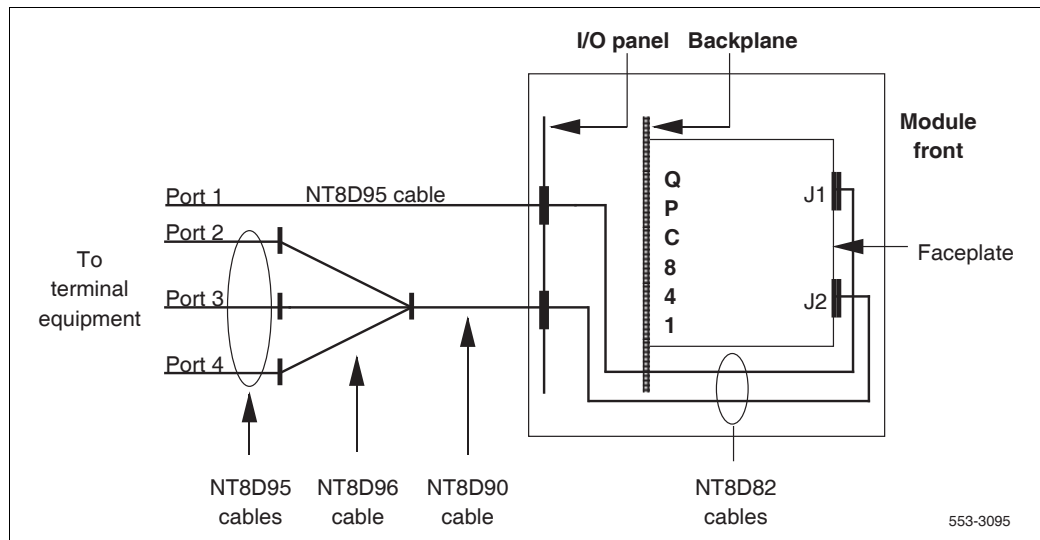 I/O panel Backplane
Module
front
Port 1
NT8D95 cable
Q
P
C
8
4
1
J1
Port 2
Faceplate
To
terminal
equipment
Port 3
J2
Port 4
NT8D95
cables
NT8D96
cable
NT8D90
cable
NT8D82
cables
553-3095